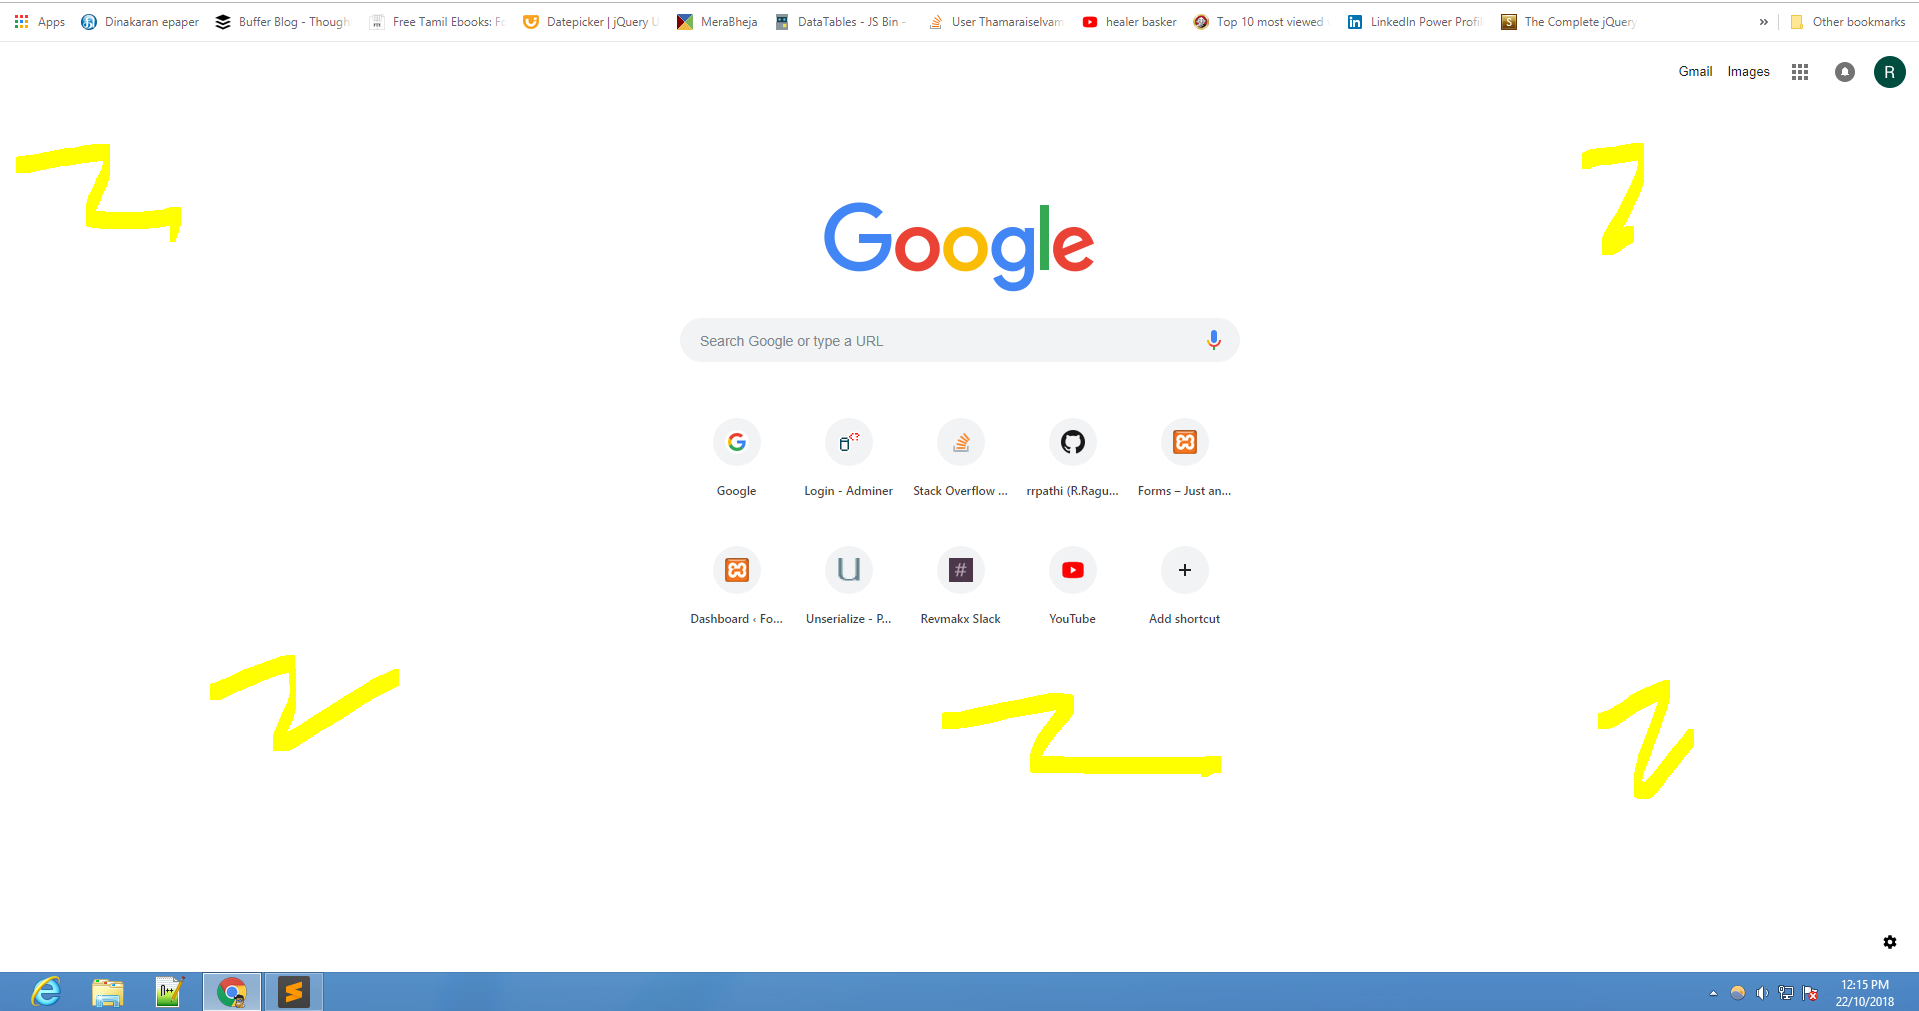 Apps Dinakaran epaper Buffer Blog - Though Free Tamil Ebooks: Fo Datepicker | jQuery U MeraBheja DataTables - JS Bin - User Thamaraiselvam healer basker Top 10 most viewed LinkedIn Power Profil The Complete jQuery » Other bookmarks
Gmail Images R
Google
Search Google or type a URL
Google Login - Adminer Stack Overflow ... rrpathi (R.Ragu... Forms – Just an...
Dashboard ‹ Fo... Unserialize - P... Revmakx Slack YouTube Add shortcut
12:15 PM
22/10/2018